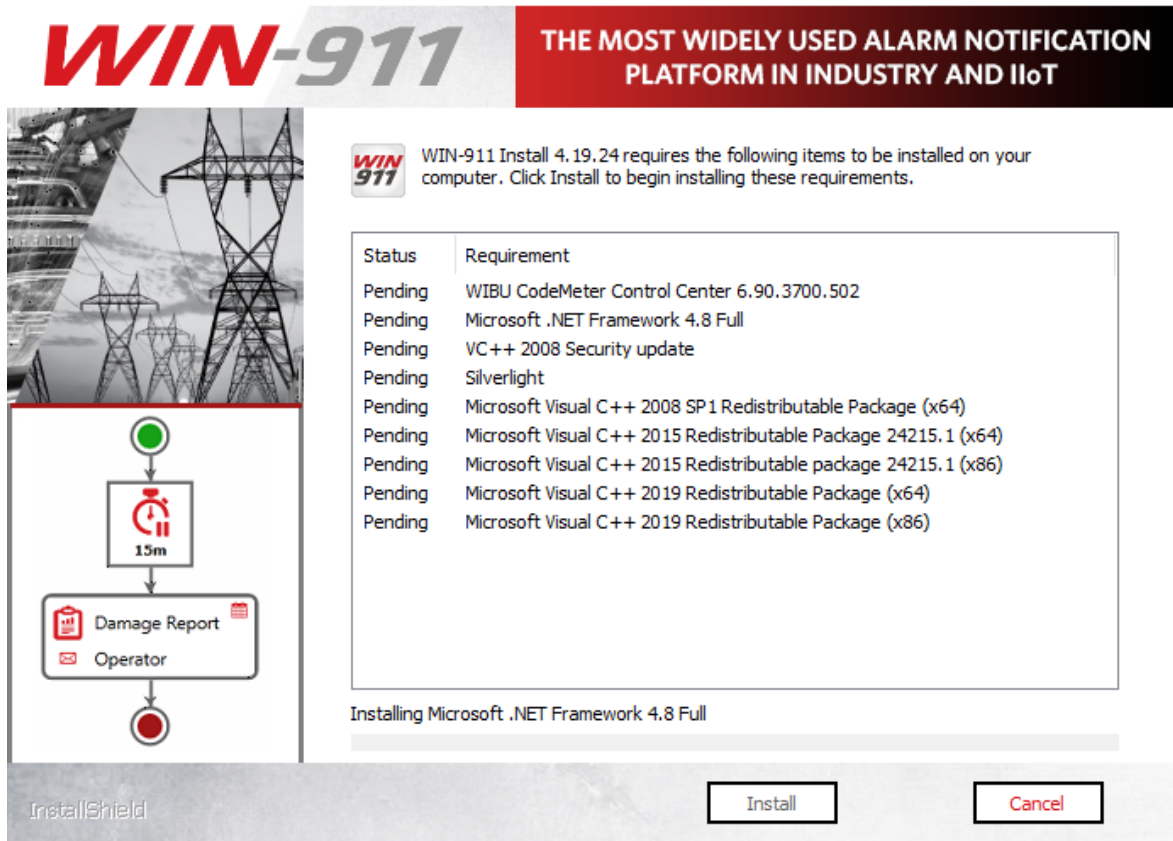 WIN-911
THE MOST WIDELY USED ALARM NOTIFICATION
PLATFORM IN INDUSTRY AND IIoT
WIN
911
WIN-911 Install 4.19.24 requires the following items to be installed on your
computer. Click Install to begin installing these requirements.
Status Requirement
Pending WIBU CodeMeter Control Center 6.90.3700.502
Pending Microsoft .NET Framework 4.8 Full
Pending VC++ 2008 Security update
Pending Silverlight
Pending Microsoft Visual C++ 2008 SP1 Redistributable Package (x64)
Pending Microsoft Visual C++ 2015 Redistributable Package 24215.1 (x64)
Pending Microsoft Visual C++ 2015 Redistributable package 24215.1 (x86)
Pending Microsoft Visual C++ 2019 Redistributable Package (x64)
Pending Microsoft Visual C++ 2019 Redistributable Package (x86)
15m
Damage Report
Operator
Installing Microsoft .NET Framework 4.8 Full
InstallShield
Install
Cancel